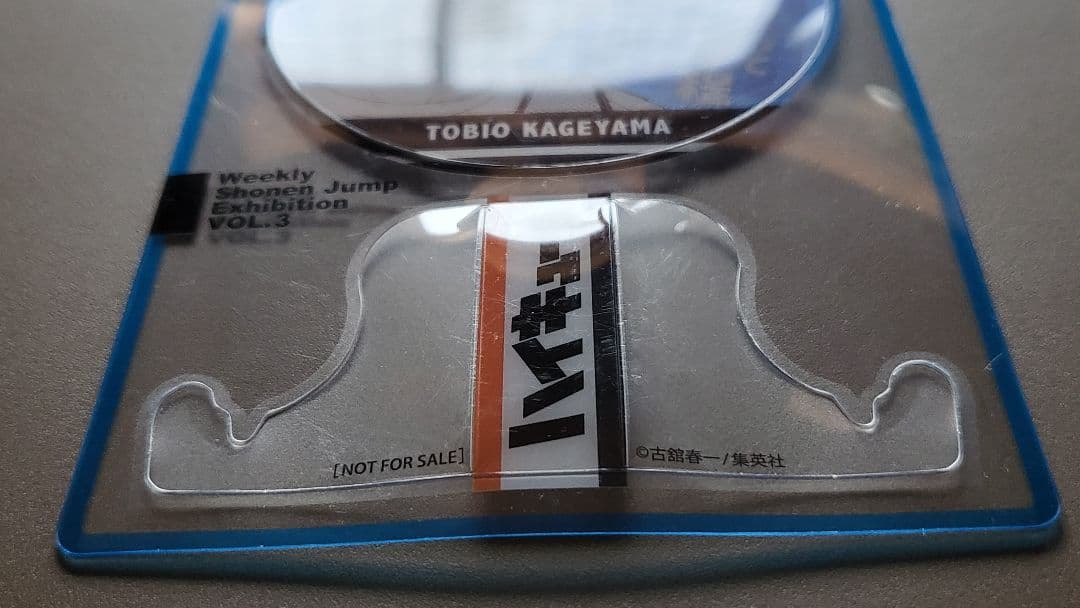 TOBIO KAGEYAMA
Weekly
Shonen Jump
Exhibition
VOL.3
ハイキュー
[NOT FOR SALE]
©古舘春一/集英社